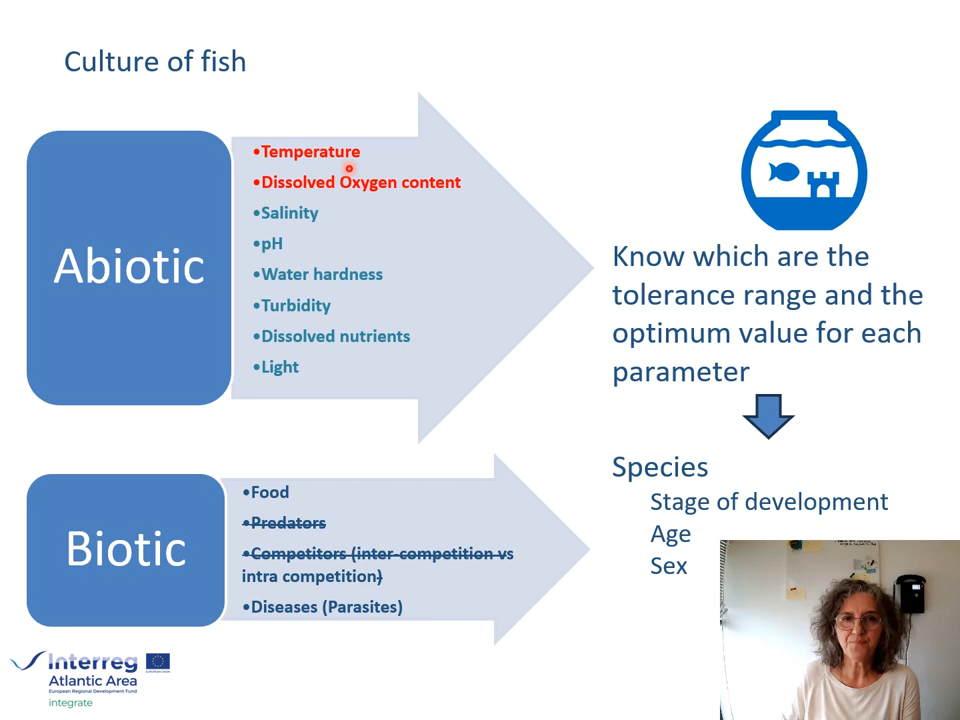 Culture of fish
Abiotic
•Temperature
•Dissolved Oxygen content
•Salinity
•pH
•Water hardness
•Turbidity
•Dissolved nutrients
•Light
Know which are the
tolerance range and the
optimum value for each
parameter
Biotic
•Food
•Predators
•Competitors (inter-competition vs
intra competition)
•Diseases (Parasites)
Species
Stage of development
Age
Sex
Interreg
Atlantic Area
European Regional Development Fund
integrate